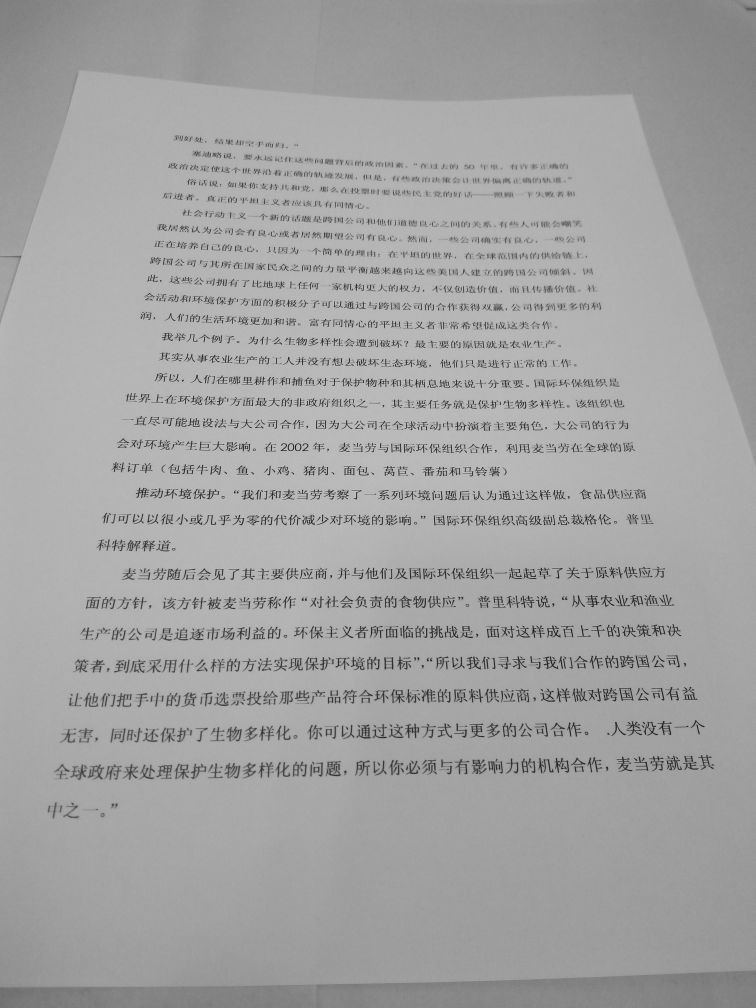 到好处，结果却空手而归。“
塞迪略说，要永远记住这些问题背后的政治因素。“在过去的 50 年里，有许多正确的
政治决定使这个世界沿着正确的轨迹发展，但是，有些政治决策会让世界偏离正确的轨道。”
俗话说：如果你支持共和党，那么在投票时要说些民主党的好话——照顾一下失败者和
后进者。真正的平坦主义者应该具有同情心。
社会行动主义一个新的话题是跨国公司和他们道德良心之间的关系。有些人可能会嘲笑
我居然认为公司会有良心或者居然期望公司有良心。然而，一些公司确实有良心，一些公司
正在培养自己的良心，只因为一个简单的理由：在平坦的世界，在全球范围内的供给链上，
跨国公司与其所在国家民众之间的力量平衡越来越向这些美国人建立的跨国公司倾斜。因
此，这些公司拥有了比地球上任何一家机构更大的权力，不仅创造价值，而且传播价值。社
会活动和环境保护方面的积极分子可以通过与跨国公司的合作获得双赢，公司得到更多的利
润，人们的生活环境更加和谐。富有同情心的平坦主义者非常希望促成这类合作。
我举几个例子。为什么生物多样性会遭到破坏？最主要的原因就是农业生产。
其实从事农业生产的工人并没有想去破坏生态环境，他们只是进行正常的工作。
所以，人们在哪里耕作和捕鱼对于保护物种和其栖息地来说十分重要。国际环保组织是
世界上在环境保护方面最大的非政府组织之一，其主要任务就是保护生物多样性。该组织也
一直尽可能地设法与大公司合作，因为大公司在全球活动中扮演着主要角色，大公司的行为
会对环境产生巨大影响。在 2002 年，麦当劳与国际环保组织合作，利用麦当劳在全球的原
料订单（包括牛肉、鱼、小鸡、猪肉、面包、莴苣、番茄和马铃薯）
推动环境保护。“我们和麦当劳考察了一系列环境问题后认为通过这样做，食品供应商
们可以以很小或几乎为零的代价减少对环境的影响。”国际环保组织高级副总裁格伦。普里
科特解释道。
麦当劳随后会见了其主要供应商，并与他们及国际环保组织一起起草了关于原料供应方
面的方针，该方针被麦当劳称作“对社会负责的食物供应”。普里科特说，“从事农业和渔业
生产的公司是追逐市场利益的。环保主义者所面临的挑战是，面对这样成百上千的决策和决
策者，到底采用什么样的方法实现保护环境的目标”，“所以我们寻求与我们合作的跨国公司，
让他们把手中的货币选票投给那些产品符合环保标准的原料供应商，这样做对跨国公司有益
无害，同时还保护了生物多样化。你可以通过这种方式与更多的公司合作。 .人类没有一个
全球政府来处理保护生物多样化的问题，所以你必须与有影响力的机构合作，麦当劳就是其
中之一。”